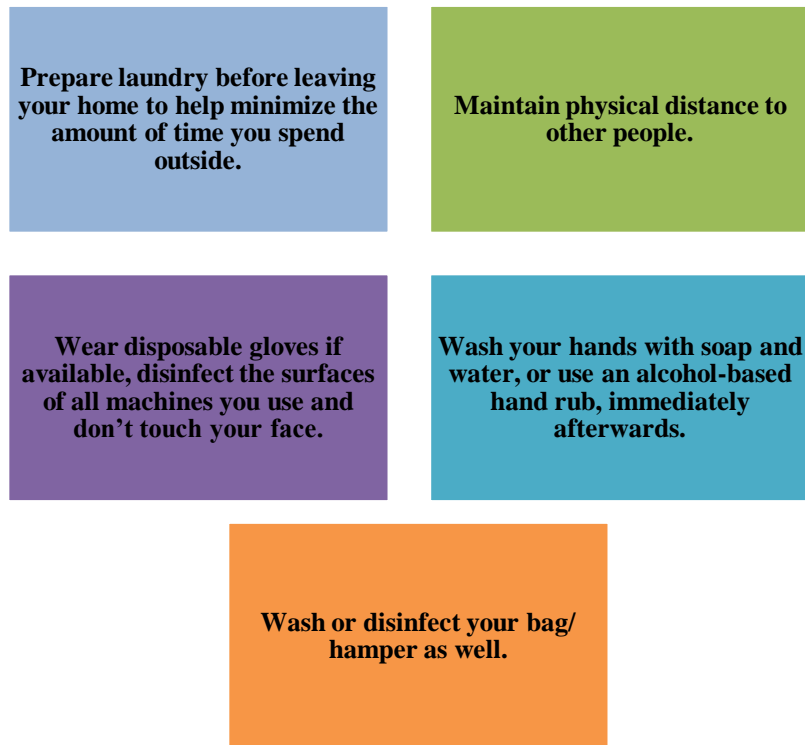 Prepare laundry before leaving
your home to help minimize the
amount of time you spend
outside.
Maintain physical distance to
other people.
Wear disposable gloves if
available, disinfect the surfaces
of all machines you use and
don’t touch your face.
Wash your hands with soap and
water, or use an alcohol-based
hand rub, immediately
afterwards.
Wash or disinfect your bag/
hamper as well.